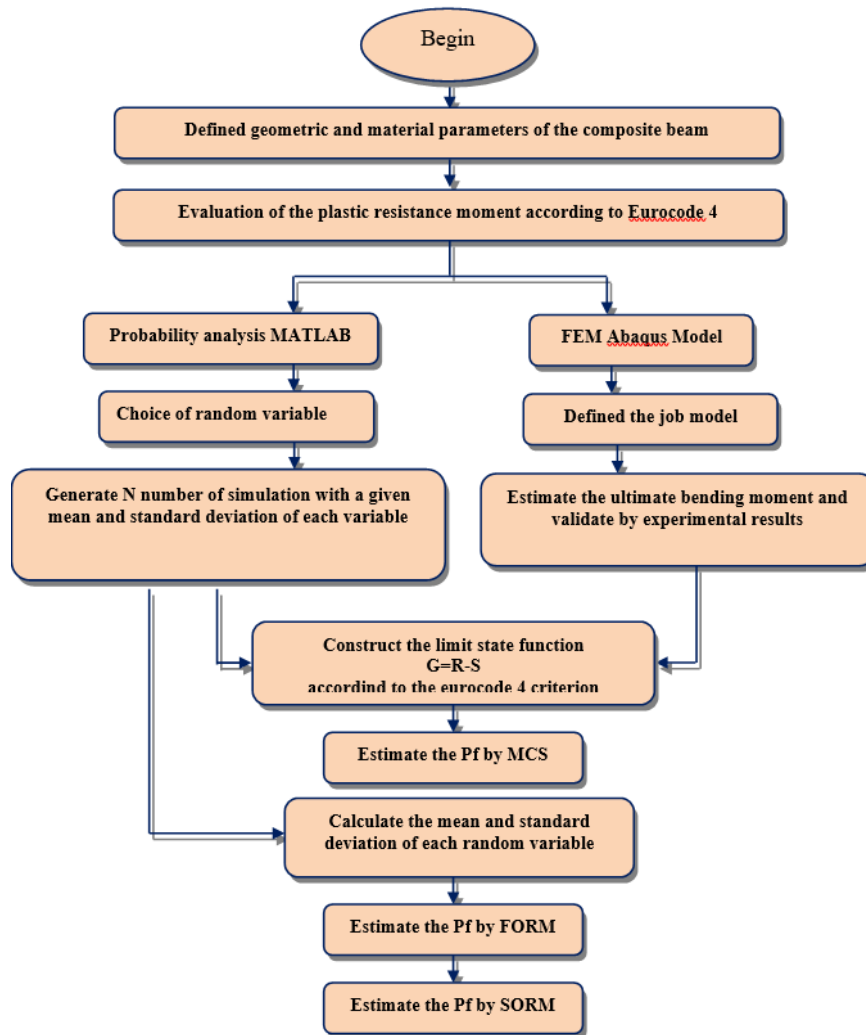 Begin
Defined geometric and material parameters of the composite beam
Evaluation of the plastic resistance moment according to Eurocode 4
Probability analysis MATLAB
FEM Abaqus Model
Choice of random variable
Defined the job model
Generate N number of simulation with a given
mean and standard deviation of each variable
Estimate the ultimate bending moment and
validate by experimental results
Construct the limit state function
G=R-S
accordind to the eurocode 4 criterion
Estimate the Pf by MCS
Calculate the mean and standard
deviation of each random variable
Estimate the Pf by FORM
Estimate the Pf by SORM